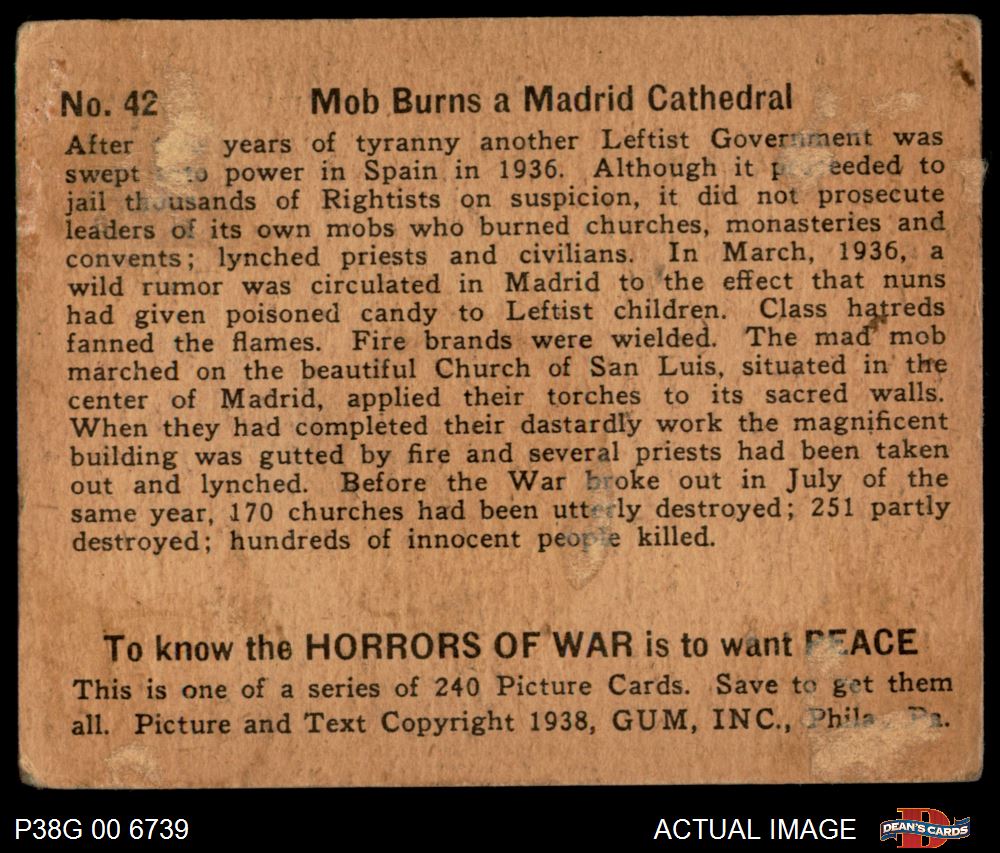 No. 42 Mob Burns a Madrid Cathedral
After years of tyranny another Leftist Government was
swept power in Spain in 1936. Although it proceeded to
jail thousands of Rightists on suspicion, it did not prosecute
leaders of its own mobs who burned churches, monasteries and
convents; lynched priests and civilians. In March, 1936, a
wild rumor was circulated in Madrid to the effect that nuns
had given poisoned candy to Leftist children. Class hatreds
fanned the flames. Fire brands were wielded. The mad mob
marched on the beautiful Church of San Luis, situated in the
center of Madrid, applied their torches to its sacred walls.
When they had completed their dastardly work the magnificent
building was gutted by fire and several priests had been taken
out and lynched. Before the War broke out in July of the
same year, 170 churches had been utterly destroyed; 251 partly
destroyed; hundreds of innocent people killed.
To know the HORRORS OF WAR is to want PEACE
This is one of a series of 240 Picture Cards. Save to get them
all. Picture and Text Copyright 1938, GUM, INC., Phila. Pa.
P38G 00 6739 ACTUAL IMAGE DEAN'S CARDS